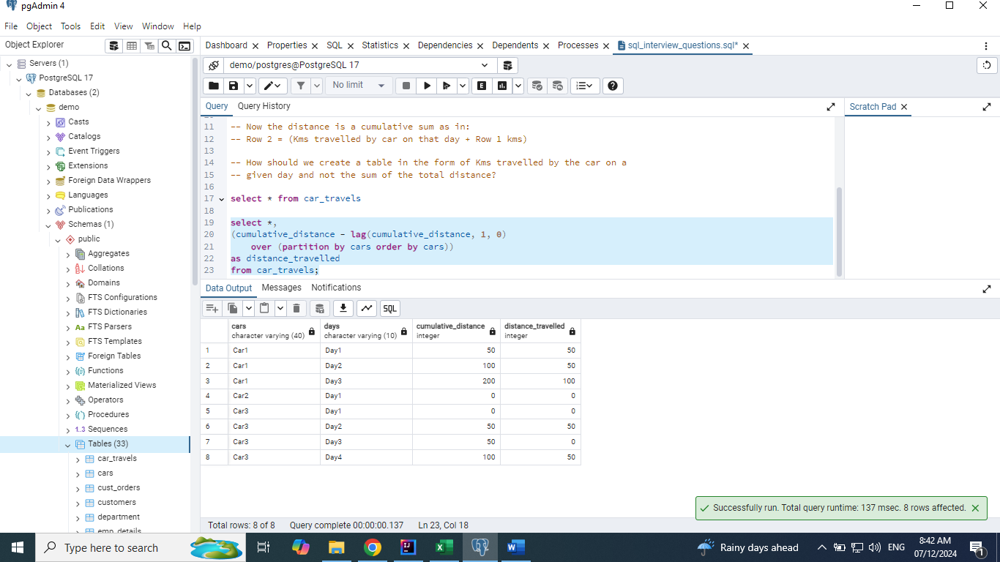 pgAdmin 4
File Object Tools Edit View Window Help
Object Explorer
Dashboard Properties SQL Statistics Dependencies Dependents Processes sql_interview_questions.sql*
Servers (1)
PostgreSQL 17
Databases (2)
demo
Casts
Catalogs
Event Triggers
Extensions
Foreign Data Wrappers
Languages
Publications
Schemas (1)
public
Aggregates
Collations
Domains
FTS Configurations
FTS Dictionaries
Aa FTS Parsers
FTS Templates
Foreign Tables
Functions
Materialized Views
Operators
Procedures
1..3 Sequences
Tables (33)
car_travels
cars
cust_orders
customers
department
emp_details
demo/postgres@PostgreSQL 17
No limit
E
Query Query History
Scratch Pad
11 -- Now the distance is a cumulative sum as in:
12 -- Row 2 = (Kms travelled by car on that day + Row 1 kms)
13
14 -- How should we create a table in the form of Kms travelled by the car on a
15 -- given day and not the sum of the total distance?
16
17 select * from car_travels
18
19 select *,
20 (cumulative_distance - lag(cumulative_distance, 1, 0)
21 over (partition by cars order by cars))
22 as distance_travelled
23 from car_travels;
Data Output Messages Notifications
SQL
cars days cumulative_distance distance_travelled
character varying (40) character varying (10) integer integer
1 Car1 Day1 50 50
2 Car1 Day2 100 50
3 Car1 Day3 200 100
4 Car2 Day1 0 0
5 Car3 Day1 0 0
6 Car3 Day2 50 50
7 Car3 Day3 50 0
8 Car3 Day4 100 50
Successfully run. Total query runtime: 137 msec. 8 rows affected.
Total rows: 8 of 8 Query complete 00:00:00.137 Ln 23, Col 18
Type here to search
Rainy days ahead
ENG
8:42 AM
07/12/2024
1